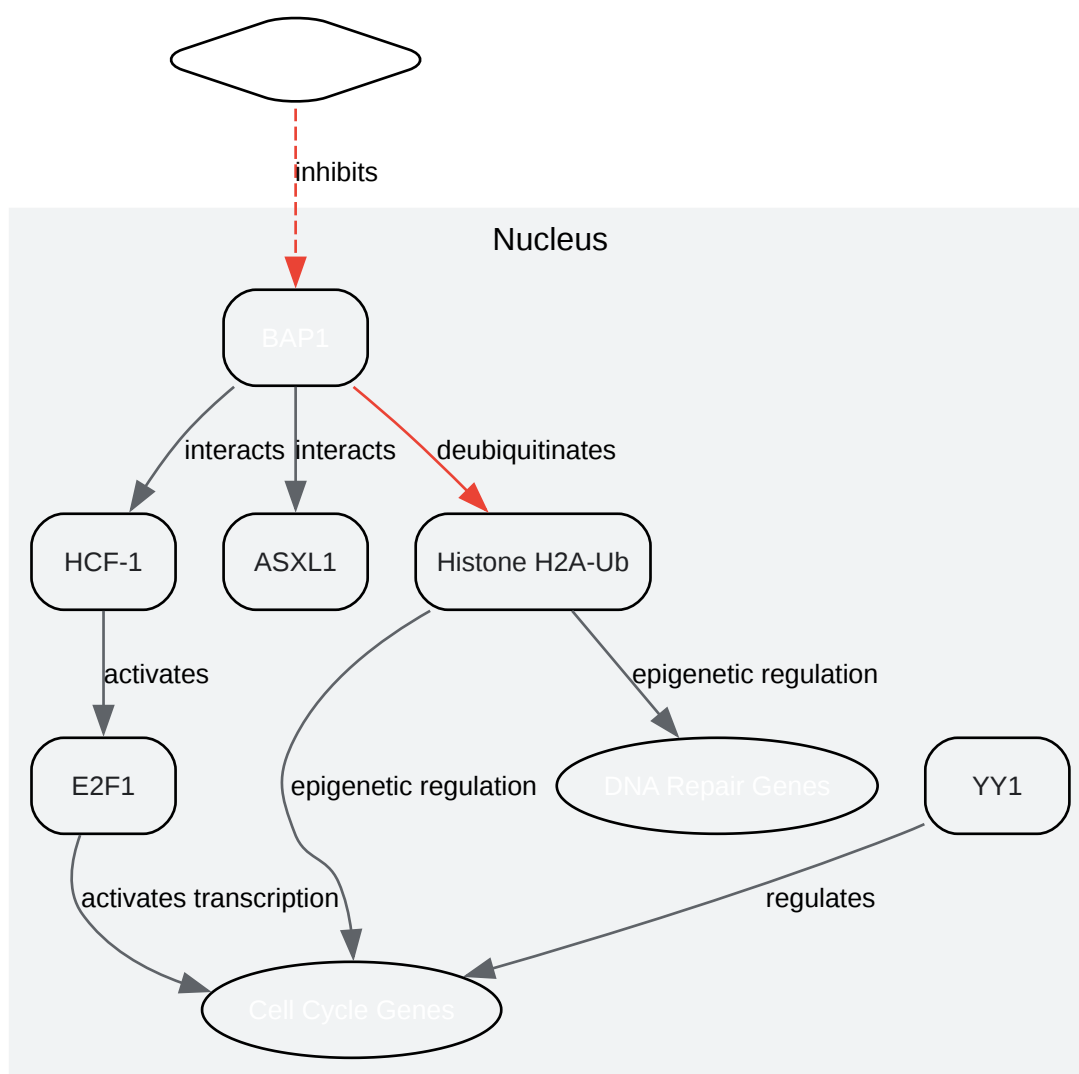 inhibits
Nucleus
BAP1
interacts
interacts
deubiquitinates
HCF-1
ASXL1
Histone H2A-Ub
activates
epigenetic regulation
E2F1
epigenetic regulation
DNA Repair Genes
YY1
activates transcription
regulates
Cell Cycle Genes